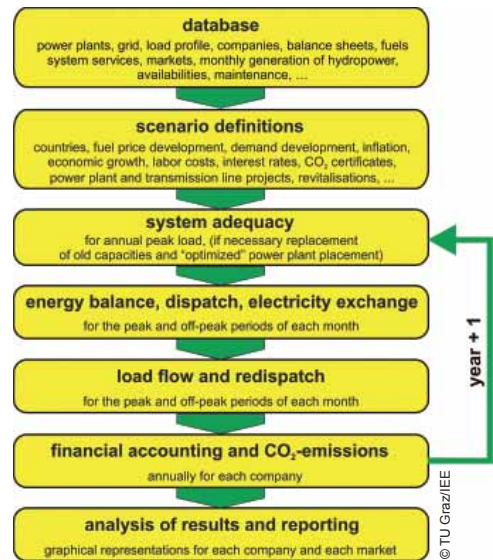 database
power plants, grid, load profile, companies, balance sheets, fuels
system services, markets, monthly generation of hydropower,
availabilities, maintenance, ...
scenario definitions
countries, fuel price development, demand development, inflation,
economic growth, labor costs, interest rates, CO₂ certificates,
power plant and transmission line projects, revitalisations, ...
system adequacy
for annual peak load, (if necessary replacement
of old capacities and "optimized" power plant placement)
energy balance, dispatch, electricity exchange
for the peak and off-peak periods of each month
load flow and redispatch
for the peak and off-peak periods of each month
financial accounting and CO₂-emissions
annually for each company
analysis of results and reporting
graphical representations for each company and each market
year + 1
© TU Graz/IEE